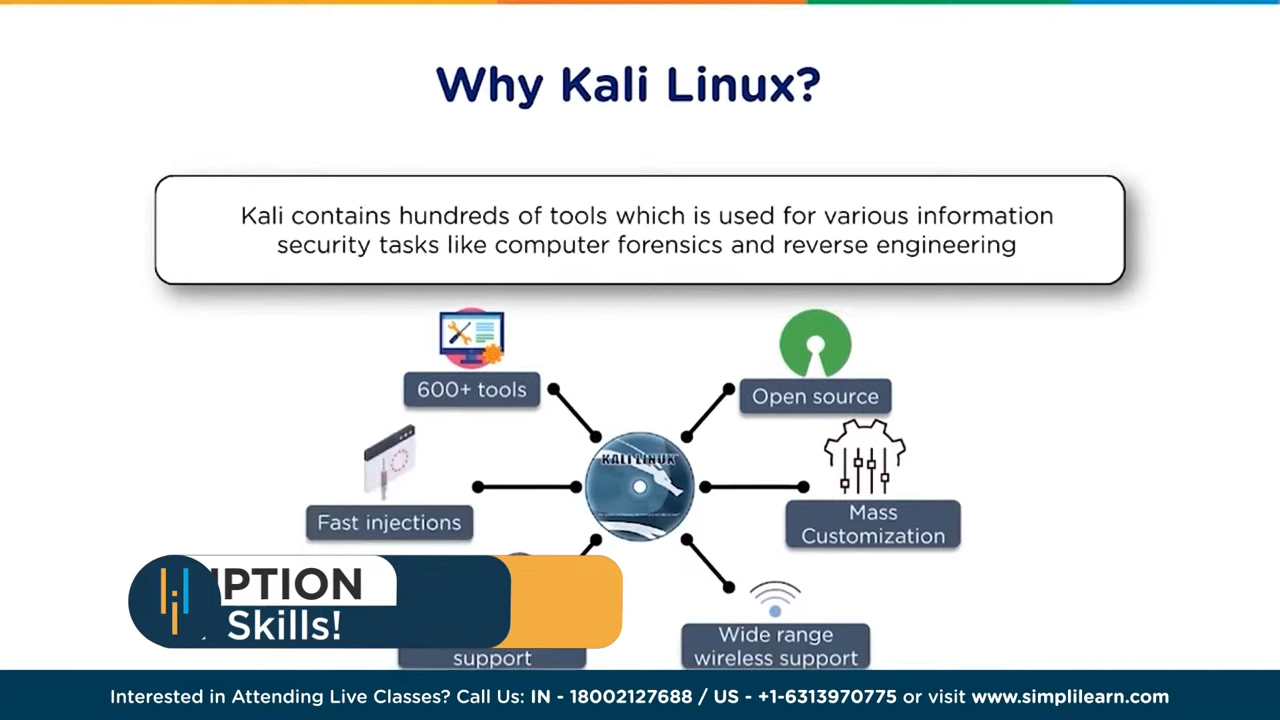 Why Kali Linux?
Kali contains hundreds of tools which is used for various information
security tasks like computer forensics and reverse engineering
600+ tools
Open source
KALI LINUX
Fast injections
Mass
Customization
IPTION
Skills!
support
Wide range
wireless support
Interested in Attending Live Classes? Call Us: IN - 18002127688 / US - +1-6313970775 or visit www.simplilearn.com